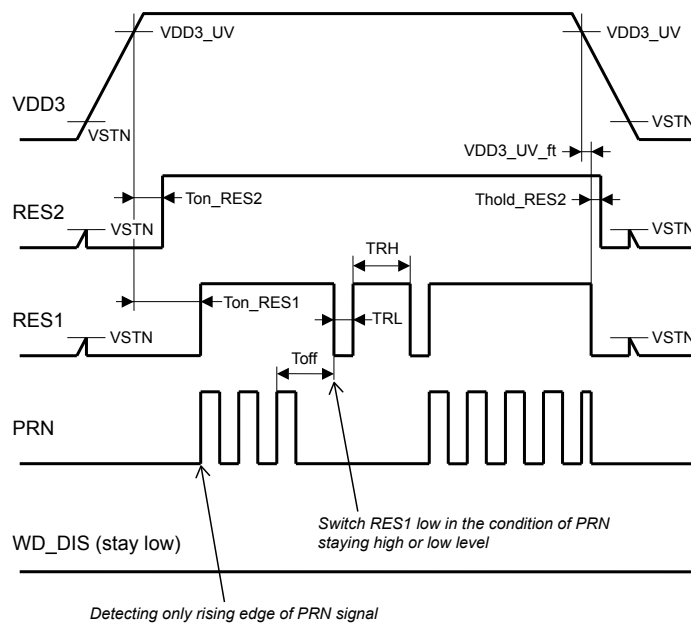 VDD3_UV
VDD3_UV
VDD3
VSTN
VSTN
VDD3_UV_ft
Ton_RES2
Thold_RES2
RES2
VSTN
VSTN
TRH
RES1
Ton_RES1
TRL
VSTN
VSTN
Toff
PRN
Switch RES1 low in the condition of PRN
staying high or low level
WD_DIS (stay low)
Detecting only rising edge of PRN signal